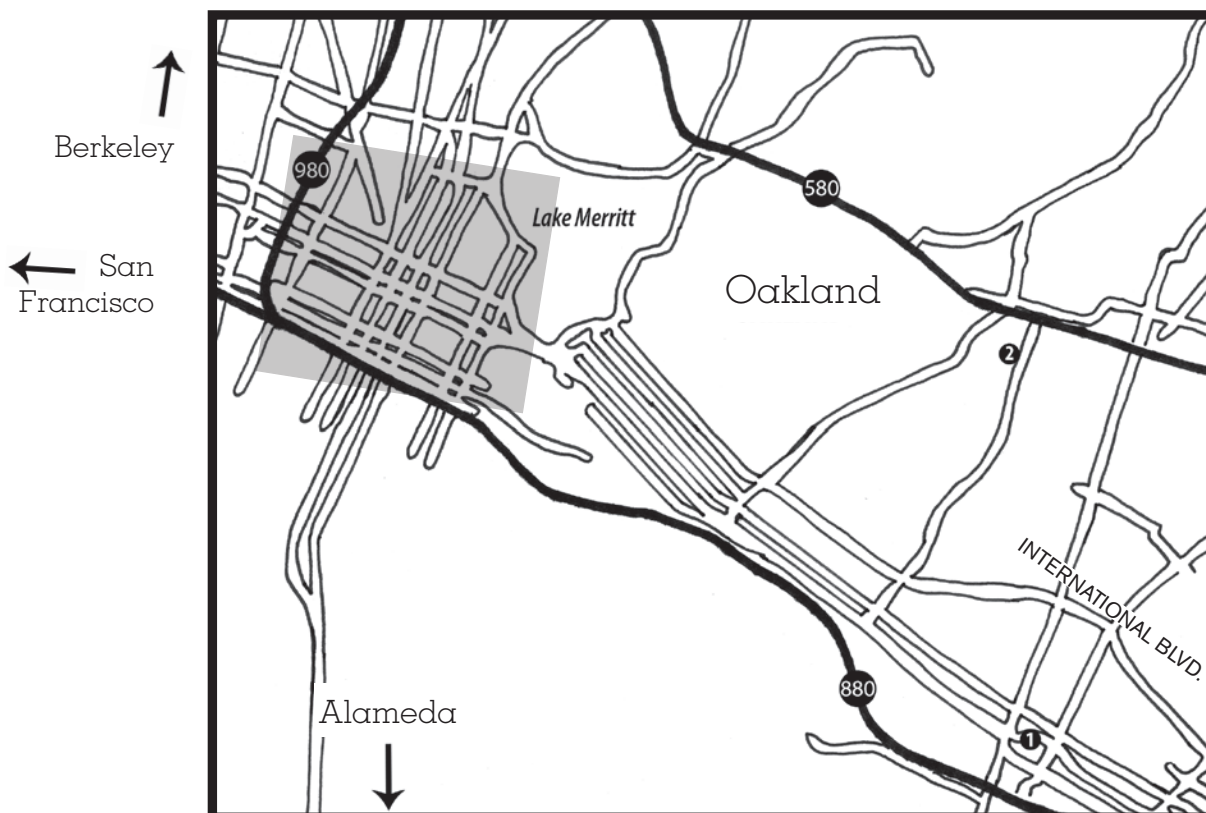 Berkeley
980
580
Lake Merritt
San
Francisco
Oakland
2
INTERNATIONAL BLVD.
880
Alameda
1